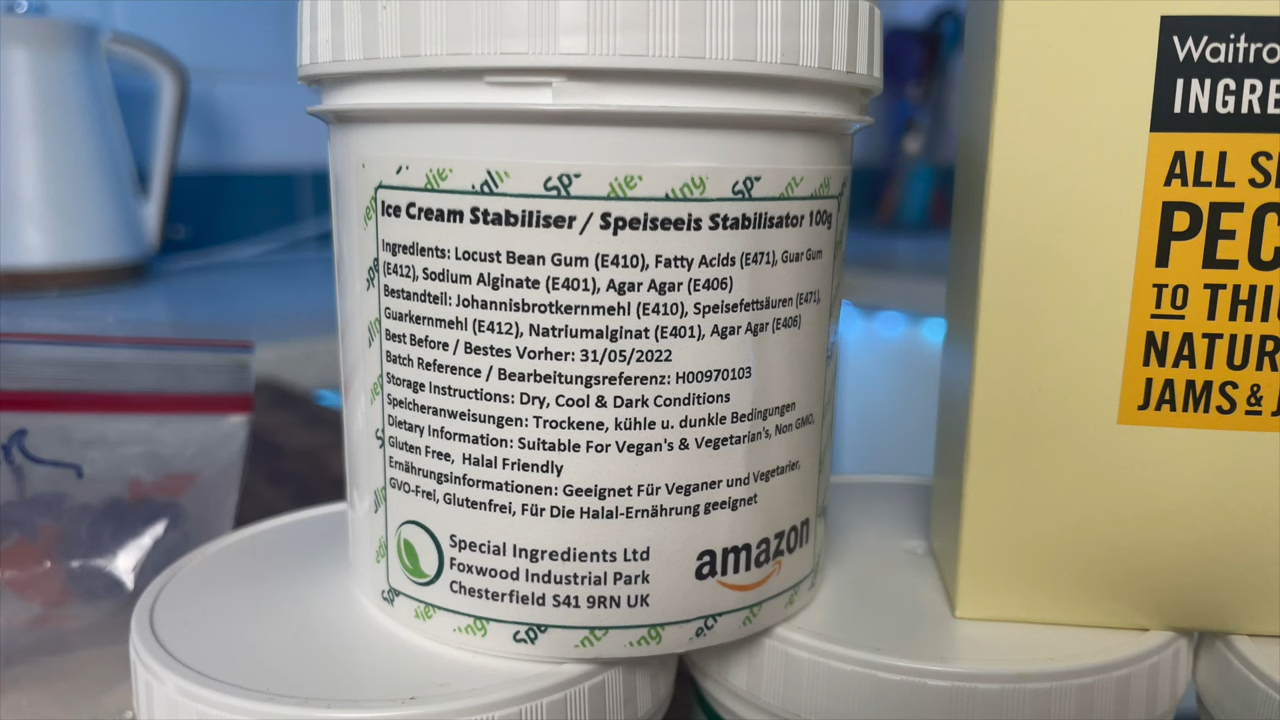 Ice Cream Stabiliser / Speiseeis Stabilisator 100g
Ingredients: Locust Bean Gum (E410), Fatty Acids (E471), Guar Gum
(E412), Sodium Alginate (E401), Agar Agar (E406)
Bestandteil: Johannisbrotkernmehl (E410), Speisefettsäuren (E471),
Guarkernmehl (E412), Natriumalginat (E401), Agar Agar (E406)
Best Before / Bestes Vorher: 31/05/2022
Batch Reference / Bearbeitungsreferenz: H00970103
Storage Instructions: Dry, Cool & Dark Conditions
Speicheranweisungen: Trockene, kühle u. dunkle Bedingungen
Dietary Information: Suitable For Vegan's & Vegetarian's, Non GMO,
Gluten Free, Halal Friendly
Ernährungsinformationen: Geeignet Für Veganer und Vegetarier,
GVO-Frei, Glutenfrei, Für Die Halal-Ernährung geeignet
Special Ingredients Ltd
Foxwood Industrial Park
Chesterfield S41 9RN UK
amazon
Waitro
INGRE
ALL S
PEC
TO THI
NATUR
JAMS &